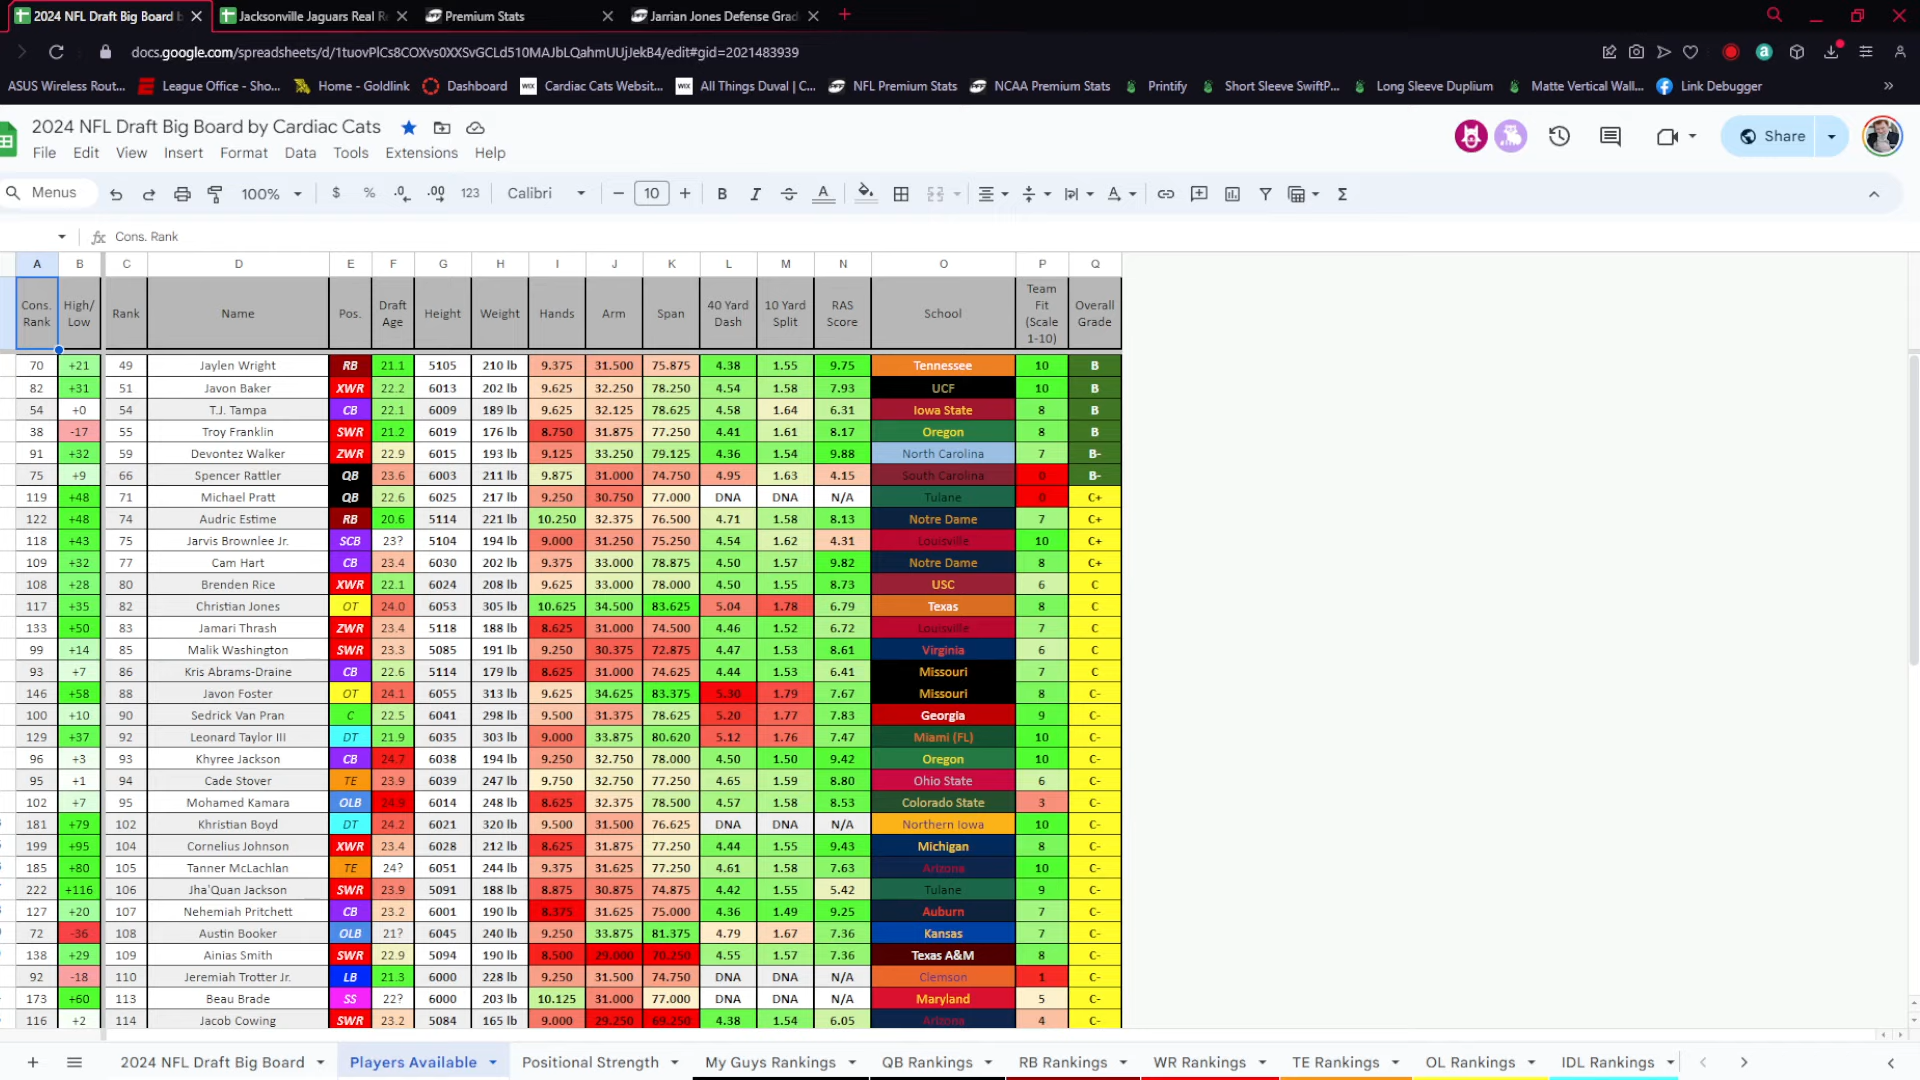 2024 NFL Draft Big Board b
Jacksonville Jaguars Real R
Premium Stats
Jarrian Jones Defense Grad
docs.google.com/spreadsheets/d/1tuovPlCs8COXvs0XXSvGCLd510MAJbLQahmUUjJekB4/edit#gid=2021483939
ASUS Wireless Rout... League Office - Sho... Home - Goldlink Dashboard Cardiac Cats Websit... All Things Duval | C... NFL Premium Stats NCAA Premium Stats Printify Short Sleeve SwiftP... Long Sleeve Duplium Matte Vertical Wall... Link Debugger
2024 NFL Draft Big Board by Cardiac Cats
Share
File Edit View Insert Format Data Tools Extensions Help
Menus 100% $ % .0 .00 123 Calibri 10 B I A
fx Cons. Rank
A B C D E F G H I J K L M N O P Q
Cons. Rank High/ Low Rank Name Pos. Draft Age Height Weight Hands Arm Span 40 Yard Dash 10 Yard Split RAS Score School Team Fit (Scale 1-10) Overall Grade
70 +21 49 Jaylen Wright RB 21.1 5105 210 lb 9.375 31.500 75.875 4.38 1.55 9.75 Tennessee 10 B
82 +31 51 Javon Baker XWR 22.2 6013 202 lb 9.625 32.250 78.250 4.54 1.58 7.93 UCF 10 B
54 +0 54 T.J. Tampa CB 22.1 6009 189 lb 9.625 32.125 78.625 4.58 1.64 6.31 Iowa State 8 B
38 -17 55 Troy Franklin SWR 21.2 6019 176 lb 8.750 31.875 77.250 4.41 1.61 8.17 Oregon 8 B
91 +32 59 Devontez Walker ZWR 22.9 6015 193 lb 9.125 33.250 79.125 4.36 1.54 9.88 North Carolina 7 B-
75 +9 66 Spencer Rattler QB 23.6 6003 211 lb 9.875 31.000 74.750 4.95 1.63 4.15 South Carolina 0 B-
119 +48 71 Michael Pratt QB 22.6 6025 217 lb 9.250 30.750 77.000 DNA DNA N/A Tulane 0 C+
122 +48 74 Audric Estime RB 20.6 5114 221 lb 10.250 32.375 76.500 4.71 1.58 8.13 Notre Dame 7 C+
118 +43 75 Jarvis Brownlee Jr. SCB 23? 5104 194 lb 9.000 31.250 75.250 4.54 1.62 4.31 Louisville 10 C+
109 +32 77 Cam Hart CB 23.4 6030 202 lb 9.375 33.000 78.875 4.50 1.57 9.82 Notre Dame 8 C+
108 +28 80 Brenden Rice XWR 22.1 6024 208 lb 9.625 33.000 78.000 4.50 1.55 8.73 USC 6 C
117 +35 82 Christian Jones OT 24.0 6053 305 lb 10.625 34.500 83.625 5.04 1.78 6.79 Texas 8 C
133 +50 83 Jamari Thrash ZWR 23.4 5118 188 lb 8.625 31.000 74.500 4.46 1.52 6.72 Louisville 7 C
99 +14 85 Malik Washington SWR 23.3 5085 191 lb 9.250 30.375 72.875 4.47 1.53 8.61 Virginia 6 C
93 +7 86 Kris Abrams-Draine CB 22.6 5114 179 lb 8.625 31.000 74.625 4.44 1.53 6.41 Missouri 7 C
146 +58 88 Javon Foster OT 24.1 6055 313 lb 9.625 34.625 83.375 5.30 1.79 7.67 Missouri 8 C-
100 +10 90 Sedrick Van Pran C 22.5 6041 298 lb 9.500 31.375 78.625 5.20 1.77 7.83 Georgia 9 C-
129 +37 92 Leonard Taylor III DT 21.9 6035 303 lb 9.000 33.875 80.620 5.12 1.76 7.47 Miami (FL) 10 C-
96 +3 93 Khyree Jackson CB 24.7 6038 194 lb 9.250 32.750 78.000 4.50 1.50 9.42 Oregon 10 C-
95 +1 94 Cade Stover TE 23.9 6039 247 lb 9.750 32.750 77.250 4.65 1.59 8.80 Ohio State 6 C-
102 +7 95 Mohamed Kamara OLB 24.9 6014 248 lb 8.625 32.375 78.500 4.57 1.58 8.53 Colorado State 3 C-
181 +79 102 Khristian Boyd DT 24.2 6021 320 lb 9.500 31.500 76.625 DNA DNA N/A Northern Iowa 10 C-
199 +95 104 Cornelius Johnson XWR 23.4 6028 212 lb 8.625 31.875 77.250 4.44 1.55 9.43 Michigan 8 C-
185 +80 105 Tanner McLachlan TE 24? 6051 244 lb 9.375 31.625 77.250 4.61 1.58 7.63 Arizona 10 C-
222 +116 106 Jha'Quan Jackson SWR 23.9 5091 188 lb 8.875 30.875 74.875 4.42 1.55 5.42 Tulane 9 C-
127 +20 107 Nehemiah Pritchett CB 23.2 6001 190 lb 8.375 31.625 75.000 4.36 1.49 9.25 Auburn 7 C-
72 -36 108 Austin Booker OLB 21? 6045 240 lb 9.250 33.875 81.375 4.79 1.67 7.36 Kansas 7 C-
138 +29 109 Ainias Smith SWR 22.9 5094 190 lb 8.500 29.000 70.250 4.55 1.57 7.36 Texas A&M 8 C-
92 -18 110 Jeremiah Trotter Jr. LB 21.3 6000 228 lb 9.250 31.500 74.750 DNA DNA N/A Clemson 1 C-
173 +60 113 Beau Brade SS 22? 6000 203 lb 10.125 31.000 77.000 DNA DNA N/A Maryland 5 C-
116 +2 114 Jacob Cowing SWR 23.2 5084 165 lb 9.000 29.250 69.250 4.38 1.54 6.05 Arizona 4 C-
2024 NFL Draft Big Board Players Available Positional Strength My Guys Rankings QB Rankings RB Rankings WR Rankings TE Rankings OL Rankings IDL Rankings